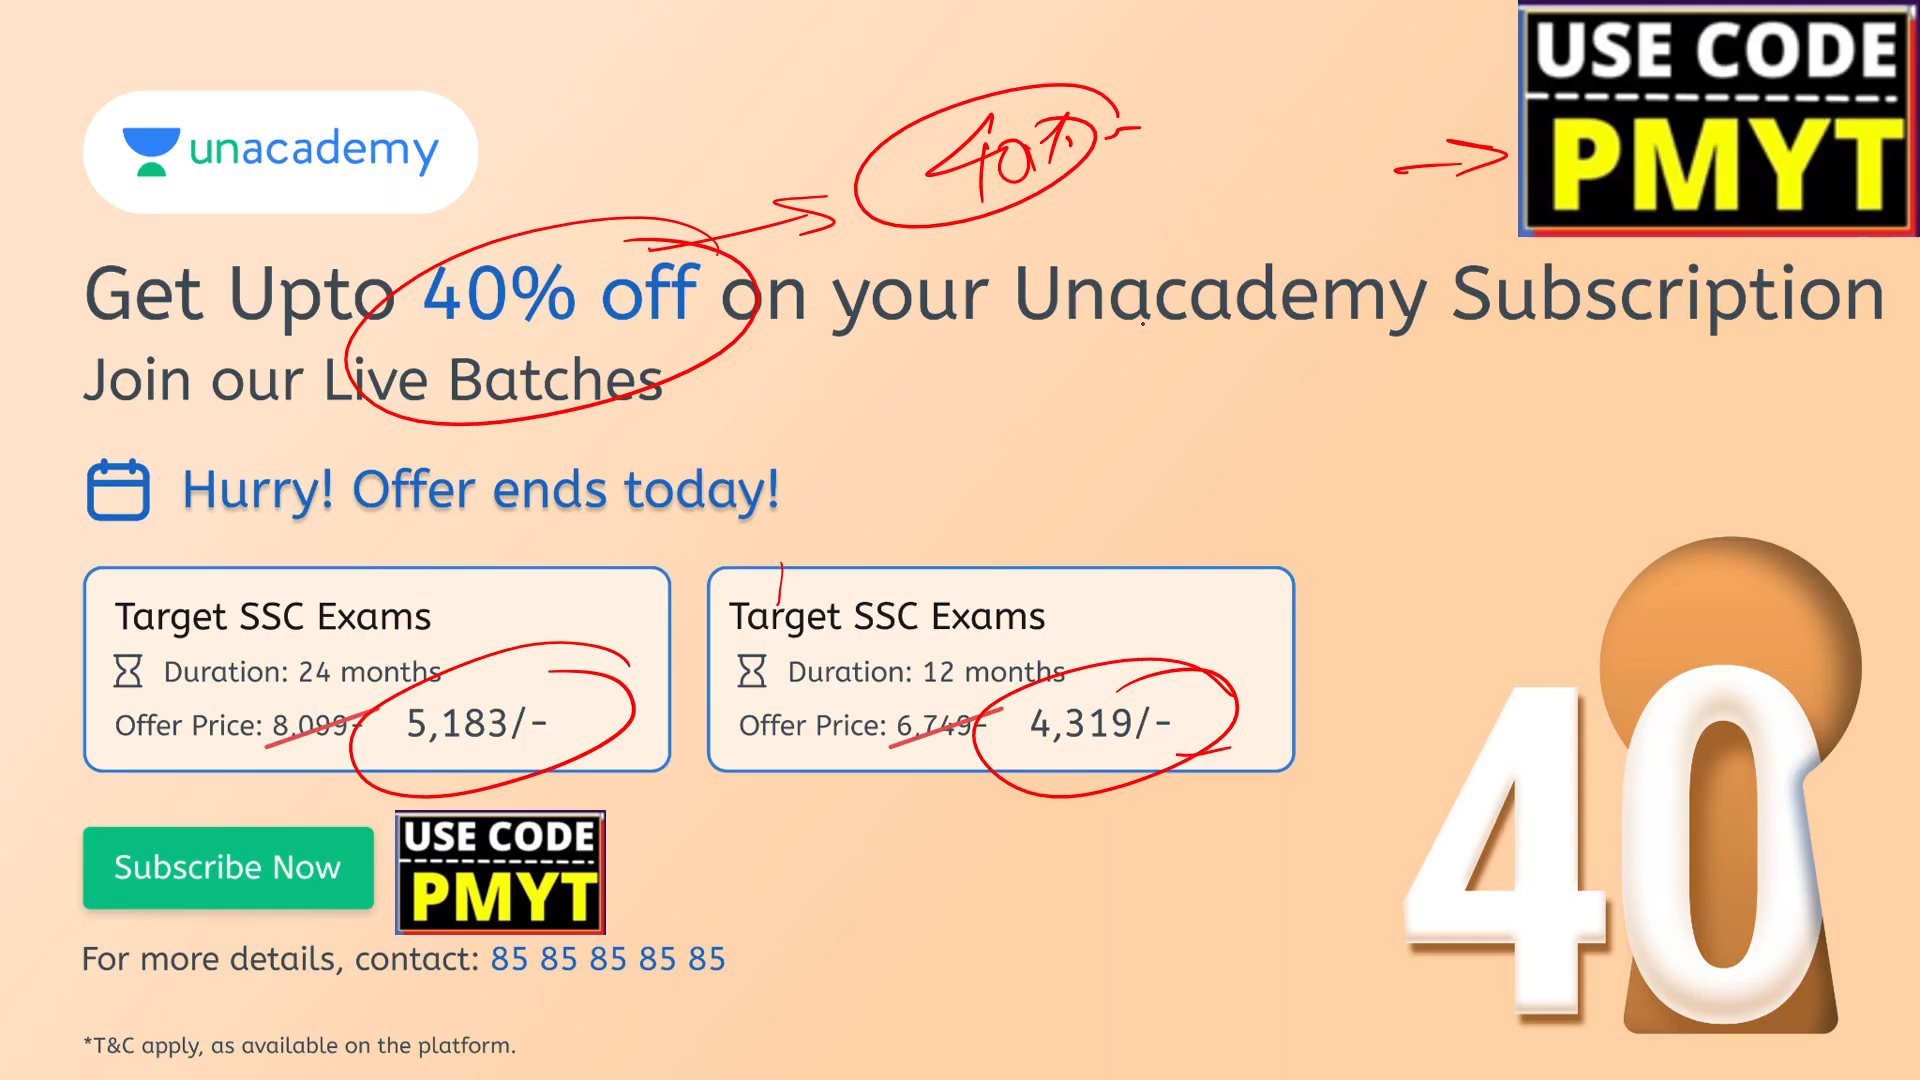 USE CODE
PMYT
unacademy
40%
Get Upto 40% off on your Unacademy Subscription
Join our Live Batches
Hurry! Offer ends today!
Target SSC Exams
Duration: 24 months
Offer Price: 8,099- 5,183/-
Target SSC Exams
Duration: 12 months
Offer Price: 6,749- 4,319/-
40
Subscribe Now
USE CODE
PMYT
For more details, contact: 85 85 85 85 85
*T&C apply, as available on the platform.